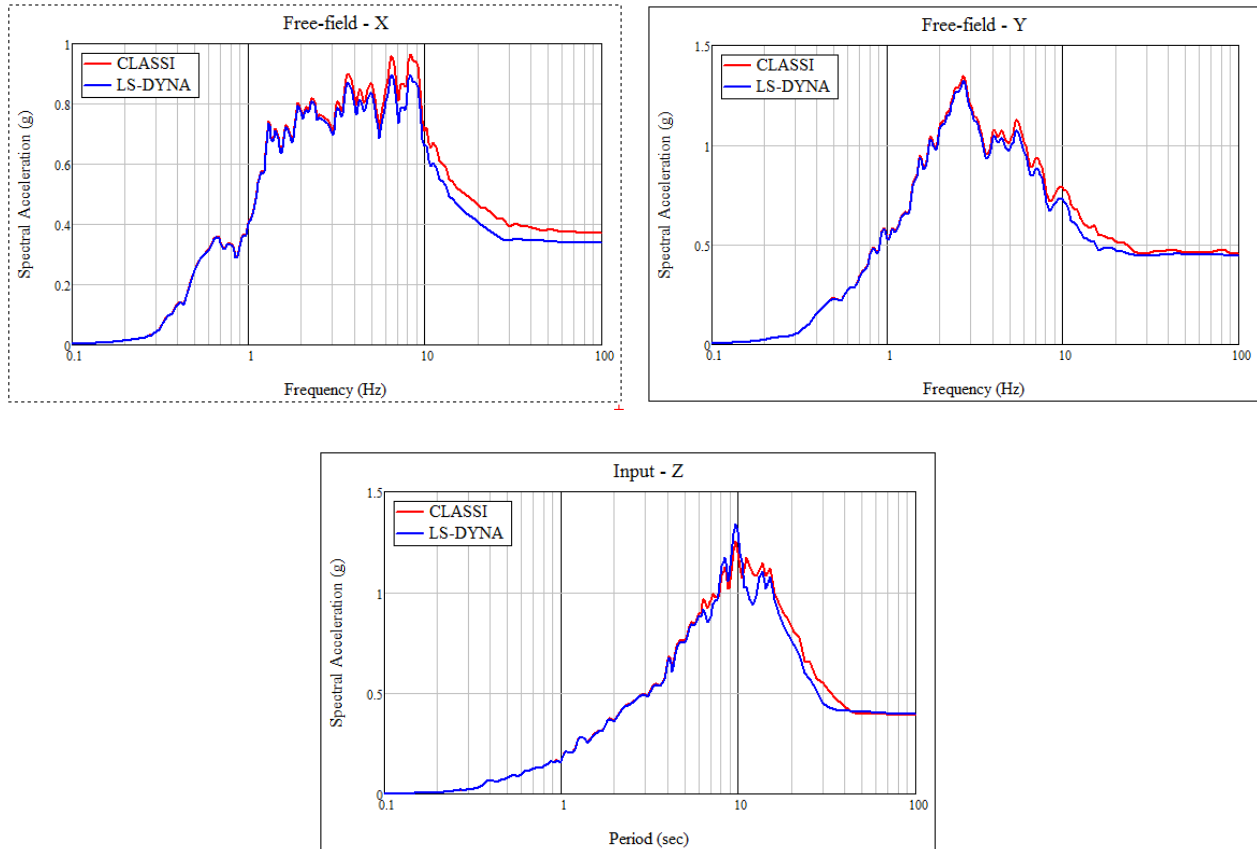 Free-field - X
1
0.8
0.6
0.4
0.2
0
CLASSI
LS-DYNA
Spectral Acceleration (g)
0.1
1
10
100
Frequency (Hz)
Free-field - Y
1.5
1
0.5
0
CLASSI
LS-DYNA
Spectral Acceleration (g)
0.1
1
10
100
Frequency (Hz)
Input - Z
1.5
1
0.5
0
CLASSI
LS-DYNA
Spectral Acceleration (g)
0.1
1
10
100
Period (sec)